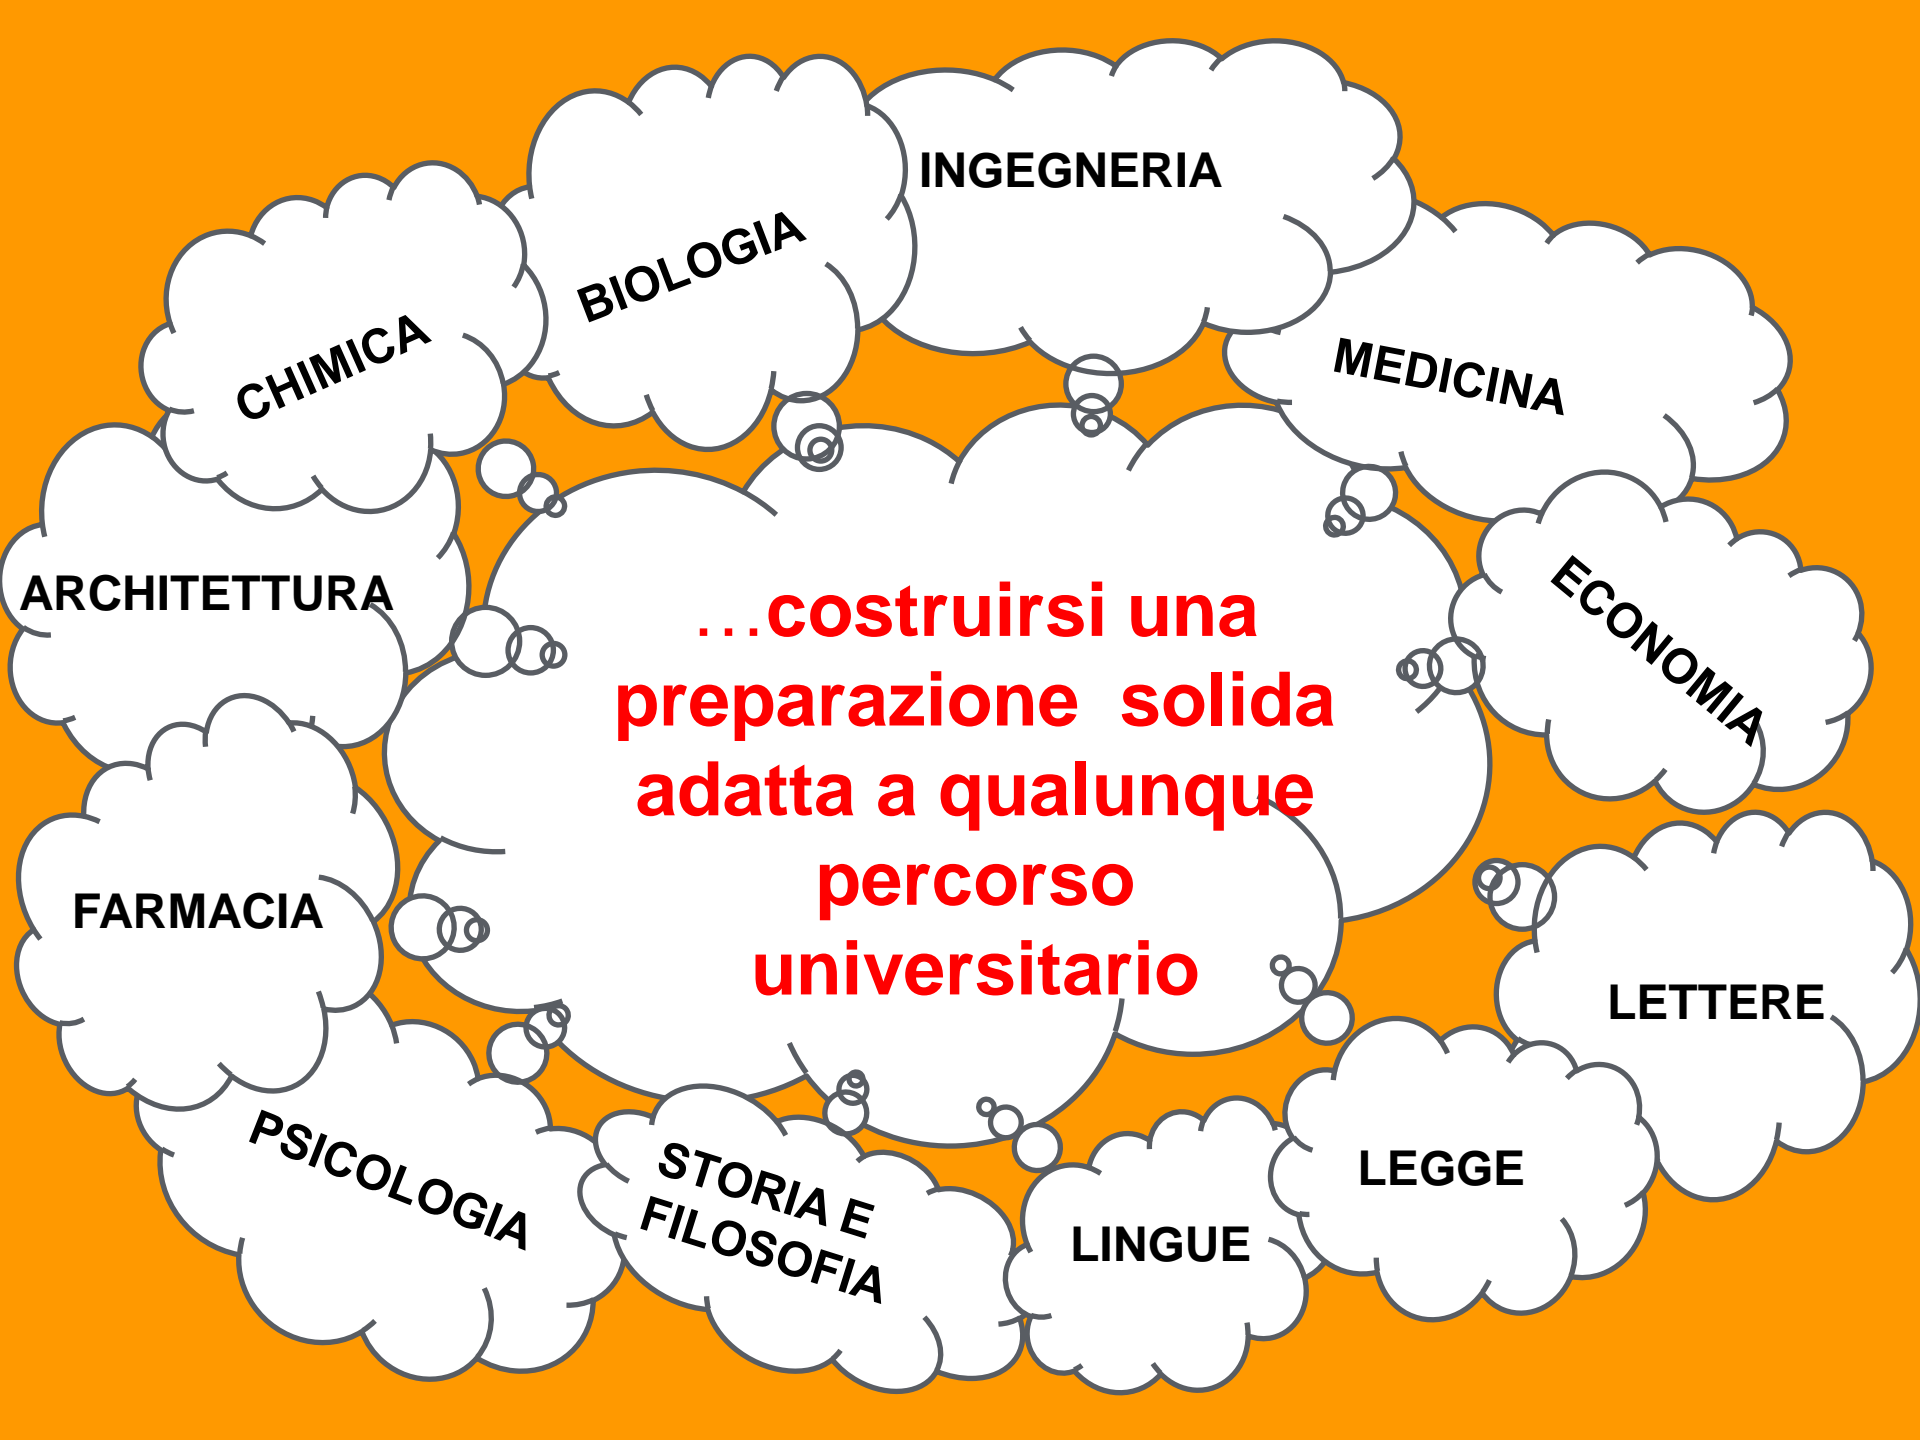 INGEGNERIA
BIOLOGIA
CHIMICA
MEDICINA
ARCHITETTURA
ECONOMIA
…costruirsi una
preparazione  solida
adatta a qualunque
percorso
universitario
FARMACIA
LETTERE
PSICOLOGIA
STORIA E
FILOSOFIA
LINGUE
LEGGE